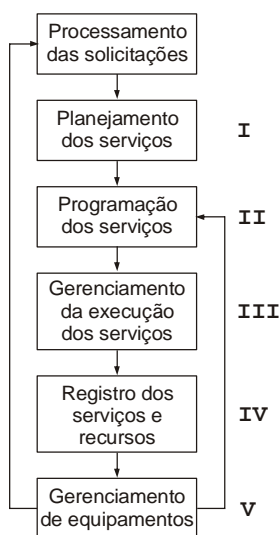 Processamento
das solicitações
Planejamento
dos serviços
I
Programação
dos serviços
II
Gerenciamento
da execução
dos serviços
III
Registro dos
serviços e
recursos
IV
Gerenciamento
de equipamentos
V